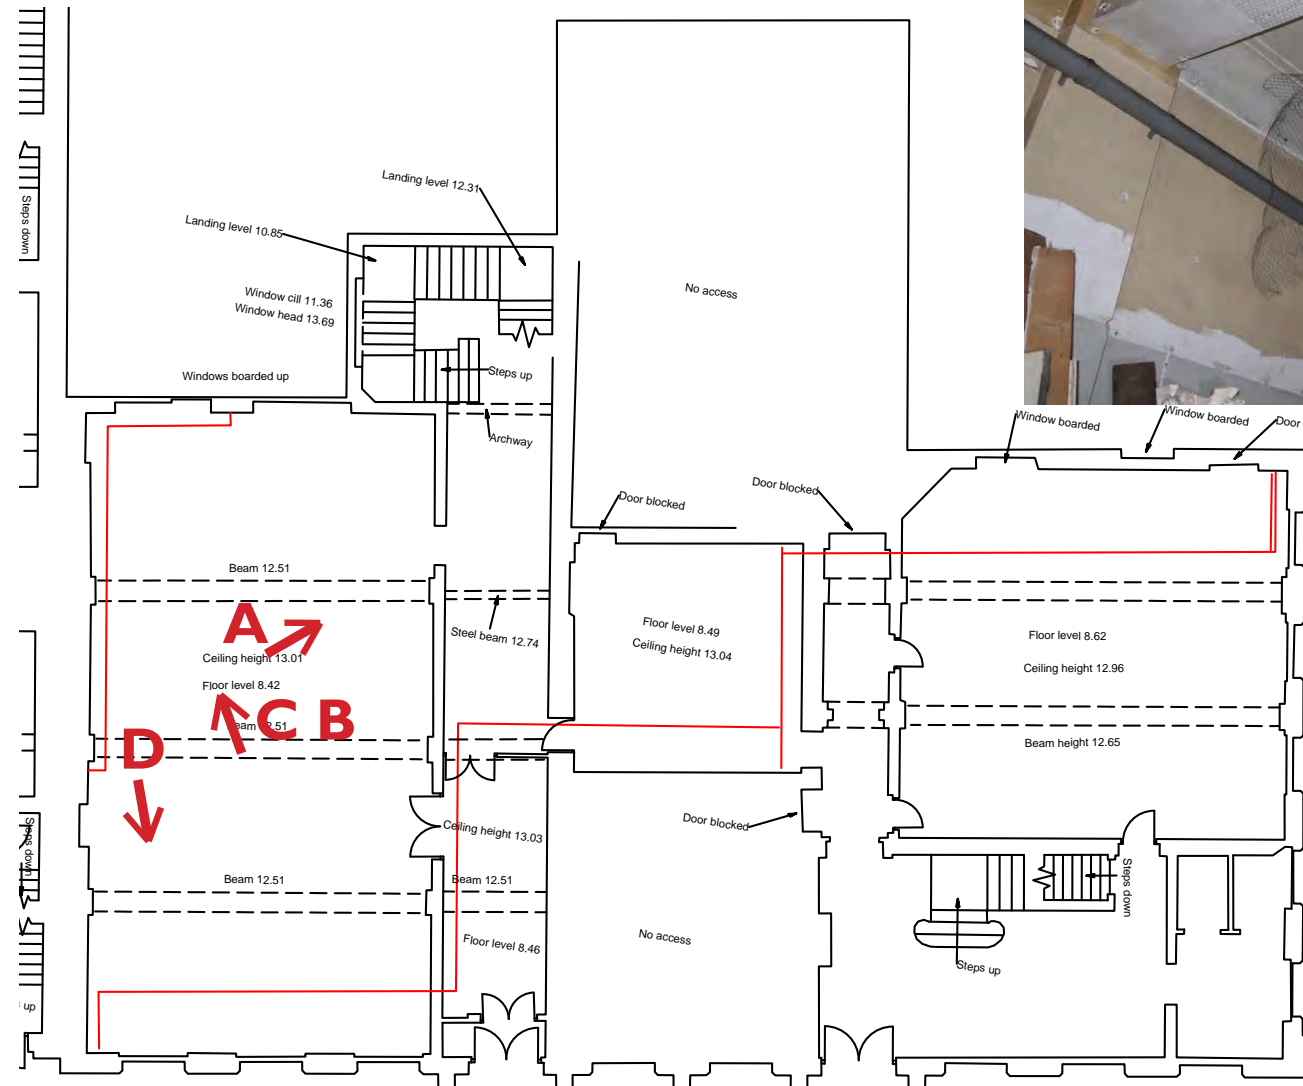 Steps down
Landing level 12.31
Landing level 10.85
Window cill 11.36
Window head 13.69
No access
Windows boarded up
Steps up
Archway
Window boarded
Window boarded
Door
Door blocked
Door blocked
Beam 12.51
A
Steel beam 12.74
Ceiling height 13.01
Floor level 8.42
Floor level 8.49
Ceiling height 13.04
Floor level 8.62
Ceiling height 12.96
C B
Beam 12.51
D
Beam height 12.65
Steps down
Ceiling height 13.03
Door blocked
Beam 12.51
Beam 12.51
Steps down
Floor level 8.46
No access
Steps up
up